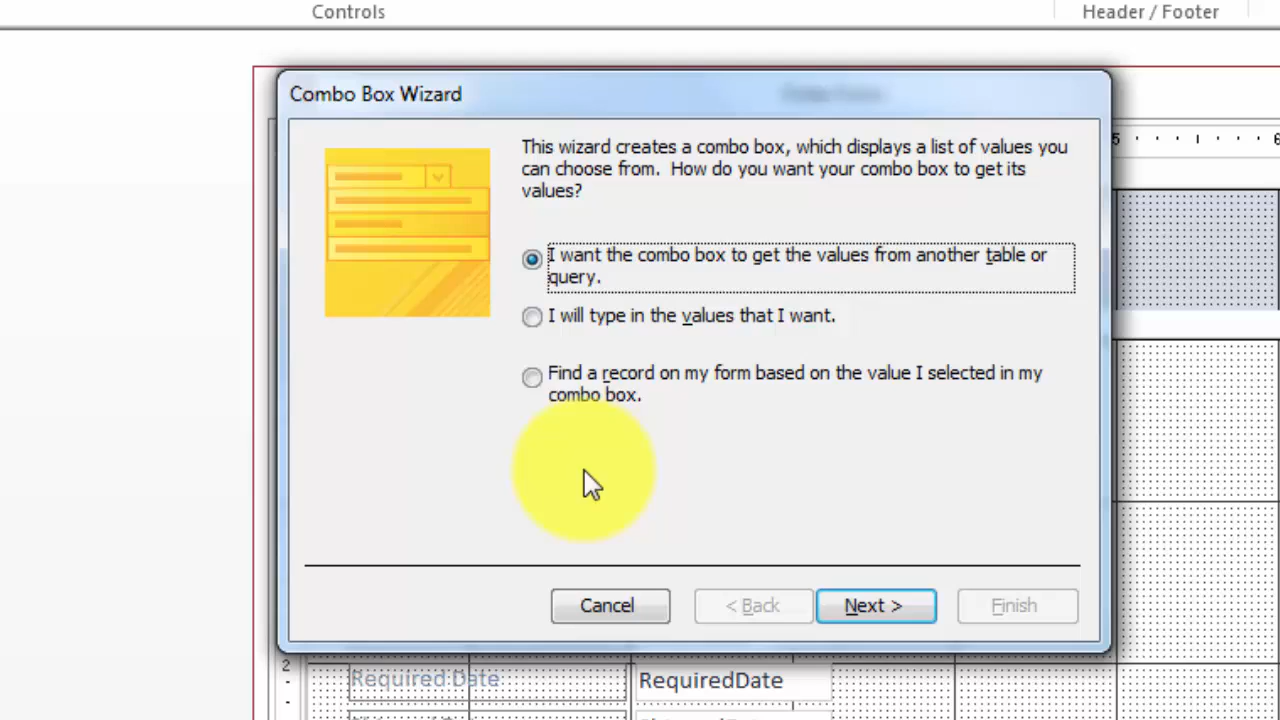 Controls
Header / Footer
Combo Box Wizard
5
6
This wizard creates a combo box, which displays a list of values you
can choose from. How do you want your combo box to get its
values?
I want the combo box to get the values from another table or
query.
I will type in the values that I want.
Find a record on my form based on the value I selected in my
combo box.
Cancel
< Back
Next >
Finish
2
Required Date
RequiredDate